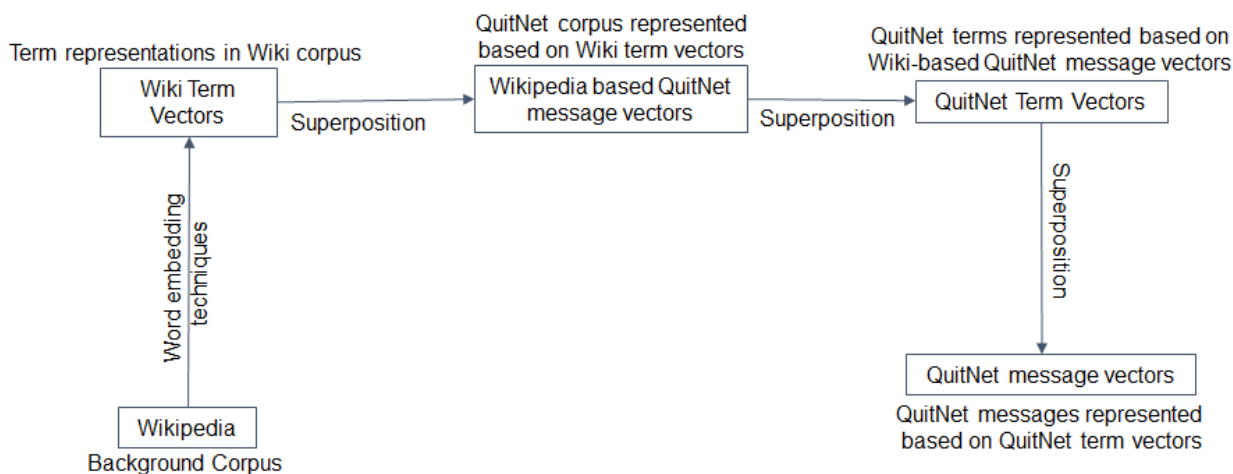 Term representations in Wiki corpus
Wiki Term
Vectors
Superposition
QuitNet corpus represented
based on Wiki term vectors
Wikipedia based QuitNet
message vectors
Superposition
QuitNet terms represented based on
Wiki-based QuitNet message vectors
QuitNet Term Vectors
Superposition
Word embedding
techniques
Wikipedia
Background Corpus
QuitNet message vectors
QuitNet messages represented
based on QuitNet term vectors